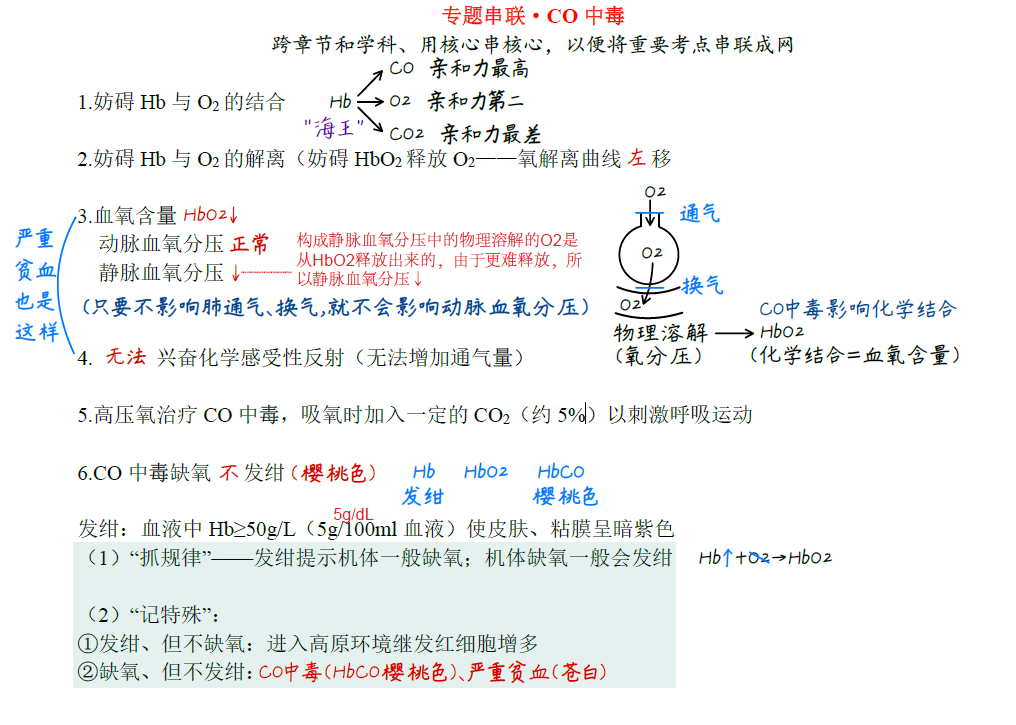 专题串联·CO 中毒
跨章节和学科、用核心串核心，以便将重要考点串联成网
CO 亲和力最高
1.妨碍 Hb 与 O₂ 的结合 Hb O2 亲和力第二
"海王" CO2 亲和力最差
2.妨碍 Hb 与 O₂ 的解离（妨碍 HbO₂ 释放 O₂——氧解离曲线 左 移
O2
3.血氧含量 HbO2↓ 通气
严重
贫血
也是
这样
动脉血氧分压 正常
静脉血氧分压 ↓
构成静脉血氧分压中的物理溶解的O2是
从HbO2释放出来的，由于更难释放，所
以静脉血氧分压↓
O2
换气
O2
(只要不影响肺通气、换气,就不会影响动脉血氧分压)
CO中毒影响化学结合
物理溶解 → HbO2
(氧分压) (化学结合=血氧含量)
4. 无法 兴奋化学感受性反射（无法增加通气量）
5.高压氧治疗 CO 中毒，吸氧时加入一定的 CO₂（约 5%）以刺激呼吸运动
6.CO 中毒缺氧 不 发绀 (樱桃色) Hb HbO2 HbCO
发绀 樱桃色
5g/dL
发绀：血液中 Hb≥50g/L（5g/100ml 血液）使皮肤、粘膜呈暗紫色
（1）“抓规律”——发绀提示机体一般缺氧；机体缺氧一般会发绀 Hb↑+O2→HbO2
（2）“记特殊”：
①发绀、但不缺氧：进入高原环境继发红细胞增多
②缺氧、但不发绀：CO中毒(HbCO樱桃色)、严重贫血(苍白)